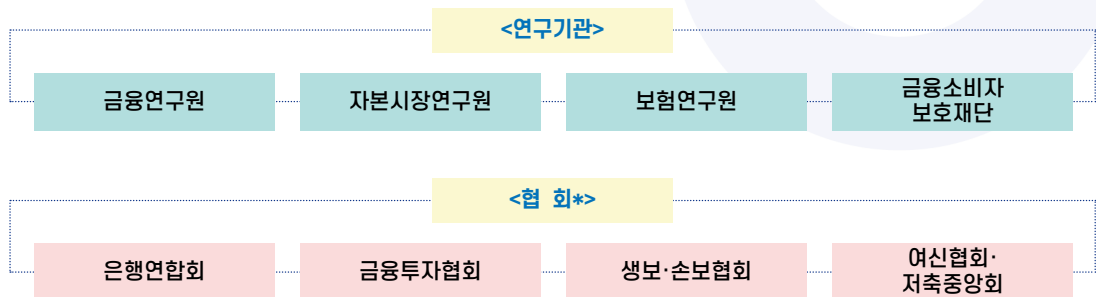 <연구기관>
금융연구원
자본시장연구원
보험연구원
금융소비자
보호재단
<협 회*>
은행연합회
금융투자협회
생보·손보협회
여신협회·
저축중앙회